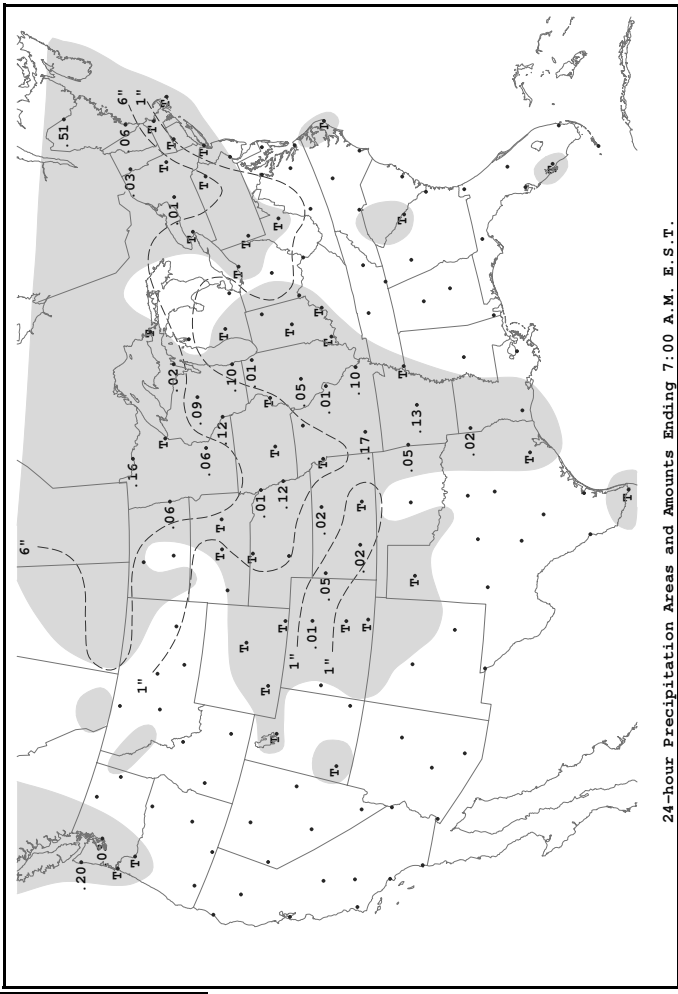 6"
.51
.20
T
6"
.06
.03
.16
T
1"
1"
T
T
T
T
.06
T
.01
.02
T
.09
T
T
.06
T
T
.12
T
.10
T
T
T
.01
T
.01
T
T
T
T
T
.12
T
T
1"
.05
.01
T
.02
T
T
.05
.01
T
1"
T
T
.10
.02
T
.17
T
T
T
.05
T
.13
.02
T
T
T
24-hour Precipitation Areas and Amounts Ending 7:00 A.M. E.S.T.